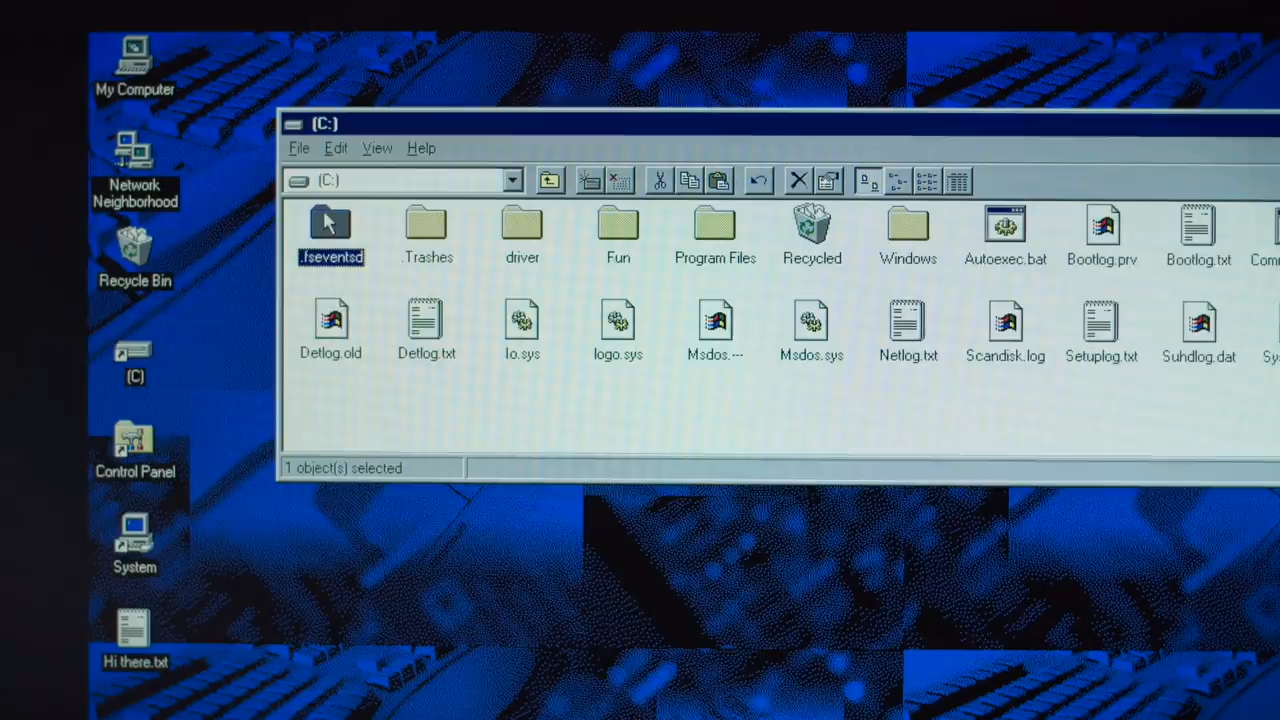 My Computer
Network
Neighborhood
Recycle Bin
(C)
Control Panel
System
Hi there.txt
(C:)
File Edit View Help
(C:)
.fseventsd .Trashes driver Fun Program Files Recycled Windows Autoexec.bat Bootlog.prv Bootlog.txt
Detlog.old Detlog.txt Io.sys logo.sys Msdos.--- Msdos.sys Netlog.txt Scandisk.log Setuplog.txt Suhdlog.dat
1 object(s) selected